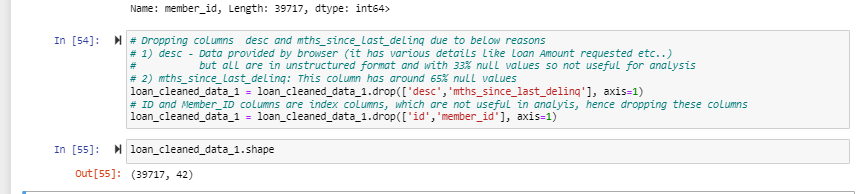 Name: member_id, Length: 39717, dtype: int64>
In [54]:
# Dropping columns desc and mths_since_last_delinq due to below reasons
# 1) desc - Data provided by browser (it has various details like loan Amount requested etc..)
# but all are in unstructured format and with 33% null values so not useful for analysis
# 2) mths_since_last_delinq: This column has around 65% null values
loan_cleaned_data_1 = loan_cleaned_data_1.drop(['desc','mths_since_last_delinq'], axis=1)
# ID and Member_ID columns are index columns, which are not useful in analyis, hence dropping these columns
loan_cleaned_data_1 = loan_cleaned_data_1.drop(['id','member_id'], axis=1)
In [55]:
loan_cleaned_data_1.shape
Out[55]: (39717, 42)